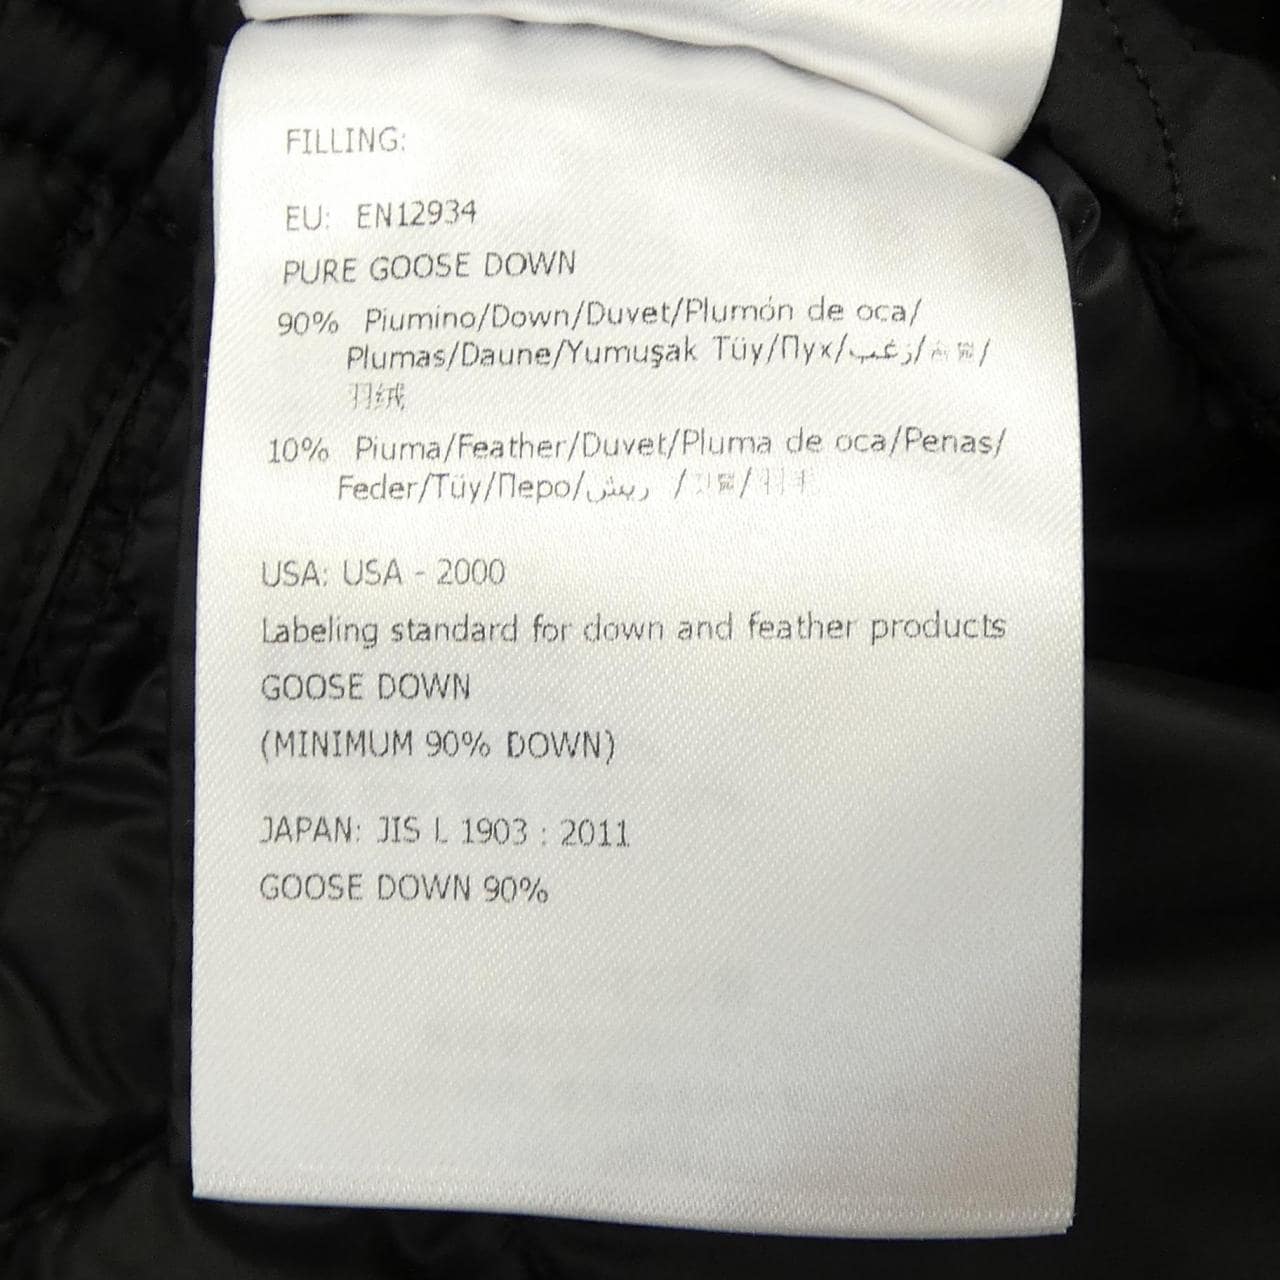 FILLING:
EU: EN12934
PURE GOOSE DOWN
90% Piumino/Down/Duvet/Plumón de oca/
Plumas/Daune/Yumuşak Tüy/Пух/زغب/
羽绒
10% Piuma/Feather/Duvet/Pluma de oca/Penas/
Feder/Tüy/Перо/ريش / /羽毛
USA: USA - 2000
Labeling standard for down and feather products
GOOSE DOWN
(MINIMUM 90% DOWN)
JAPAN: JIS L 1903 : 2011
GOOSE DOWN 90%